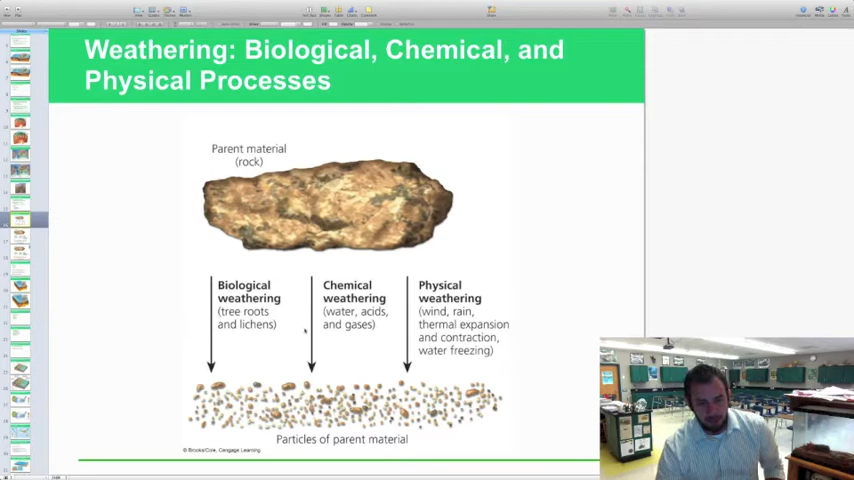 Weathering: Biological, Chemical, and
Physical Processes
Parent material
(rock)
Biological
weathering
(tree roots
and lichens)
Chemical
weathering
(water, acids,
and gases)
Physical
weathering
(wind, rain,
thermal expansion
and contraction,
water freezing)
Particles of parent material
© Brooks/Cole, Cengage Learning